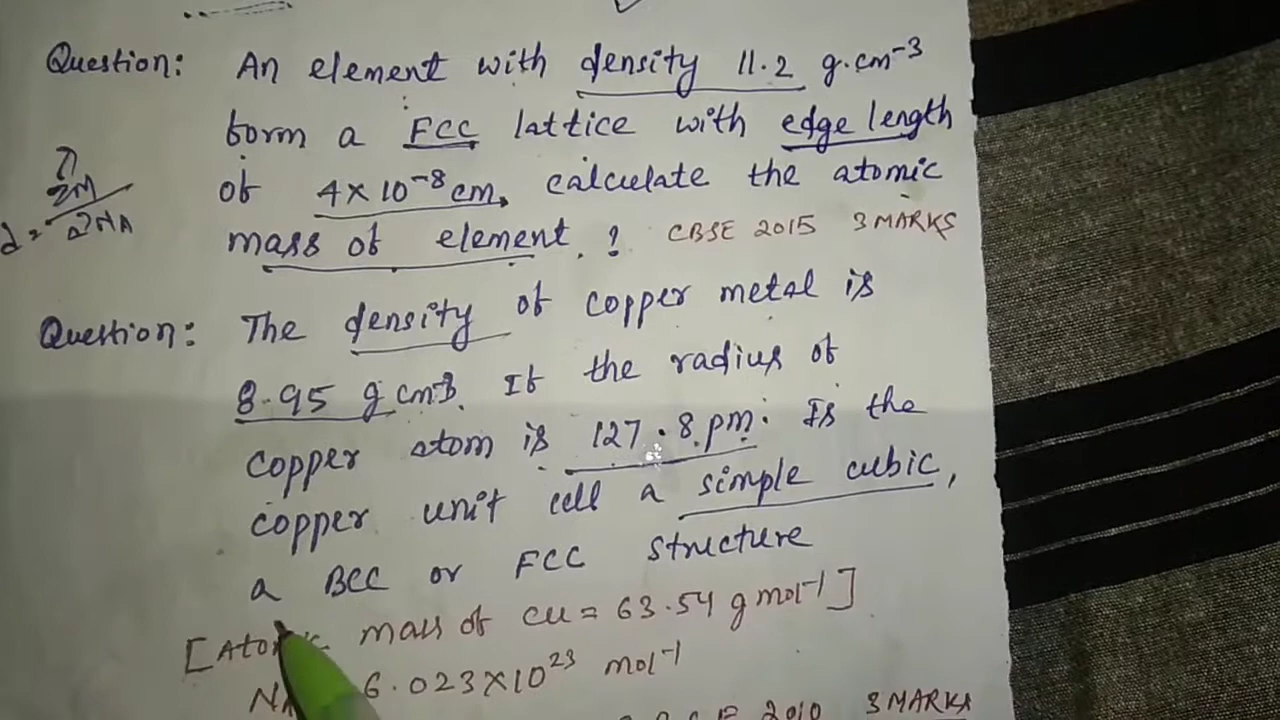 Question: An element with density 11.2 g.cm⁻³
form a FCC lattice with edge length
of 4×10⁻⁸ cm, calculate the atomic
mass of element. ? CBSE 2015 3 MARKS
d =
Question: The density of copper metal is
8.95 g cm⁻³. If the radius of
copper atom is 127.8 pm. Is the
copper unit cell a simple cubic,
a BCC or FCC structure
mass of Cu = 63.54 g mol⁻¹]
6.023×10²³ mol⁻¹
2010 3 MARKS